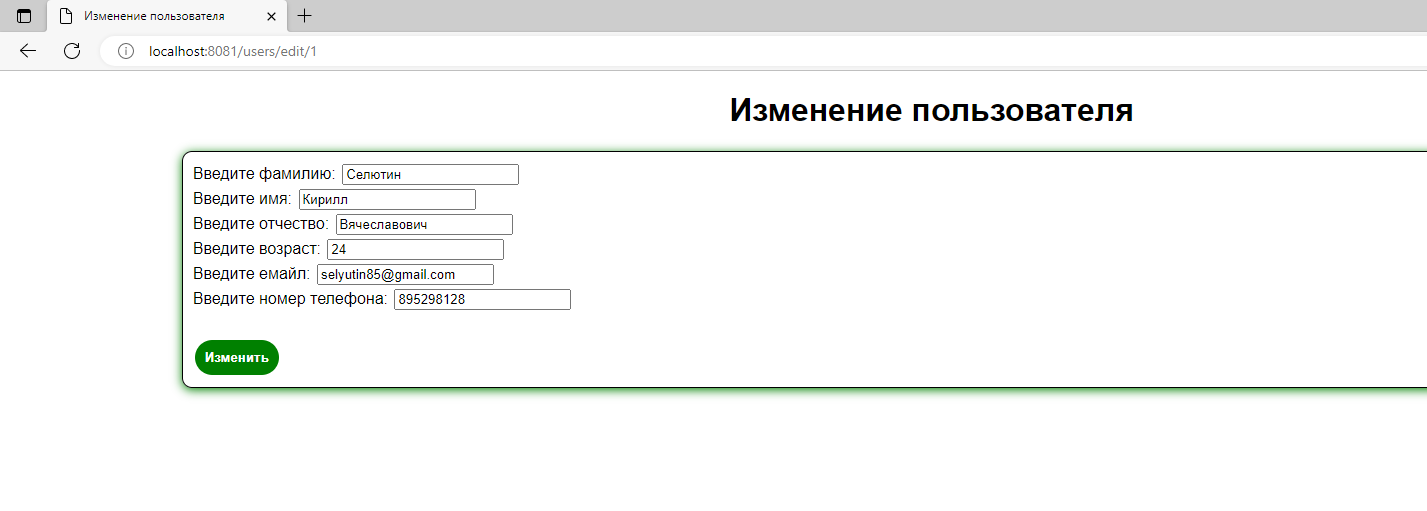 Изменение пользователя
localhost:8081/users/edit/1
Изменение пользователя
Введите фамилию: Селютин
Введите имя: Кирилл
Введите отчество: Вячеславович
Введите возраст: 24
Введите емайл: selyutin85@gmail.com
Введите номер телефона: 895298128
Изменить